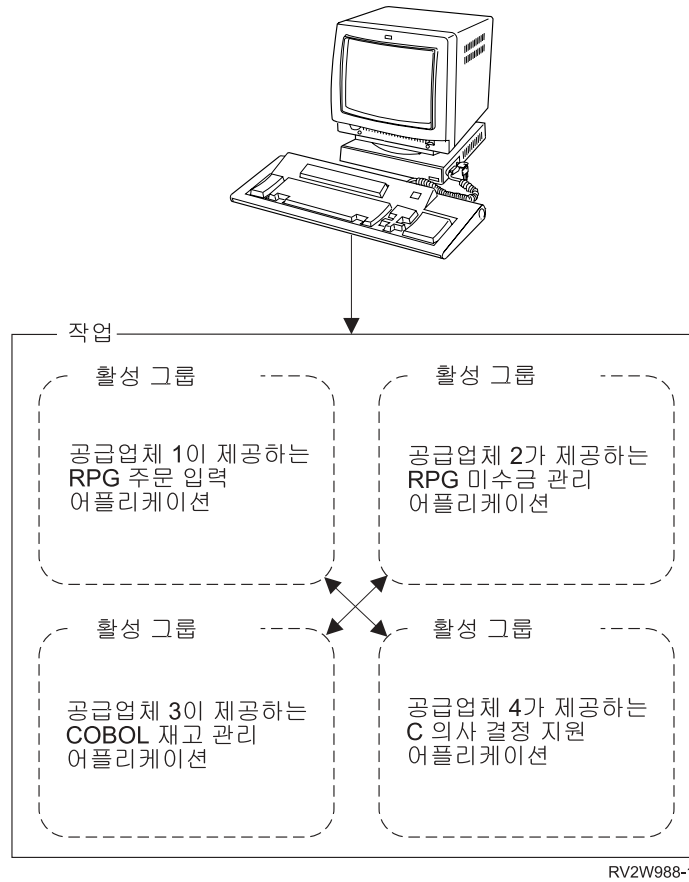 작업
활성 그룹
공급업체 1이 제공하는
RPG 주문 입력
어플리케이션
활성 그룹
공급업체 2가 제공하는
RPG 미수금 관리
어플리케이션
활성 그룹
공급업체 3이 제공하는
COBOL 재고 관리
어플리케이션
활성 그룹
공급업체 4가 제공하는
C 의사 결정 지원
어플리케이션
RV2W988-1